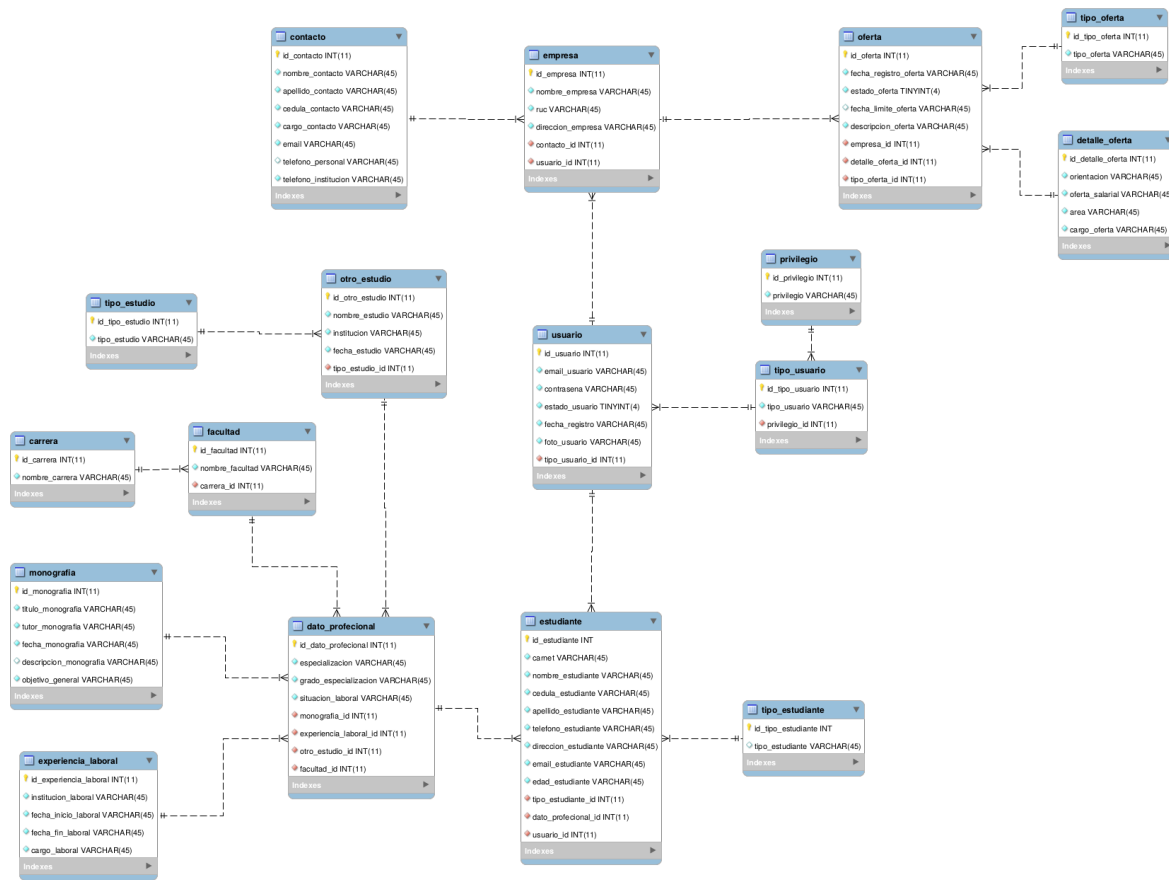 contacto
id_contacto INT(11)
nombre_contacto VARCHAR(45)
apellido_contacto VARCHAR(45)
cedula_contacto VARCHAR(45)
cargo_contacto VARCHAR(45)
email VARCHAR(45)
telefono_personal VARCHAR(45)
telefono_institucion VARCHAR(45)
Indexes
empresa
id_empresa INT(11)
nombre_empresa VARCHAR(45)
ruc VARCHAR(45)
direccion_empresa VARCHAR(45)
contacto_id INT(11)
usuario_id INT(11)
Indexes
oferta
id_oferta INT(11)
fecha_registro_oferta VARCHAR(45)
estado_oferta TINYINT(4)
fecha_limite_oferta VARCHAR(45)
descripcion_oferta VARCHAR(45)
empresa_id INT(11)
detalle_oferta_id INT(11)
tipo_oferta_id INT(11)
Indexes
tipo_oferta
id_tipo_oferta INT(11)
tipo_oferta VARCHAR(45)
Indexes
detalle_oferta
id_detalle_oferta INT(11)
orientacion VARCHAR(45)
oferta_salarial VARCHAR(45
area VARCHAR(45)
cargo_oferta VARCHAR(45)
Indexes
privilegio
id_privilegio INT(11)
privilegio VARCHAR(45)
Indexes
otro_estudio
id_otro_estudio INT(11)
nombre_estudio VARCHAR(45)
institucion VARCHAR(45)
fecha_estudio VARCHAR(45)
tipo_estudio_id INT(11)
Indexes
tipo_estudio
id_tipo_estudio INT(11)
tipo_estudio VARCHAR(45)
Indexes
usuario
id_usuario INT(11)
email_usuario VARCHAR(45)
contrasena VARCHAR(45)
estado_usuario TINYINT(4)
fecha_registro VARCHAR(45)
foto_usuario VARCHAR(45)
tipo_usuario_id INT(11)
Indexes
tipo_usuario
id_tipo_usuario INT(11)
tipo_usuario VARCHAR(45)
privilegio_id INT(11)
Indexes
carrera
id_carrera INT(11)
nombre_carrera VARCHAR(45)
Indexes
facultad
id_facultad INT(11)
nombre_facultad VARCHAR(45)
carrera_id INT(11)
Indexes
monografia
id_monografia INT(11)
titulo_monografia VARCHAR(45)
tutor_monografia VARCHAR(45)
fecha_monografia VARCHAR(45)
descripcion_monografia VARCHAR(45)
objetivo_general VARCHAR(45)
Indexes
dato_profecional
id_dato_profecional INT(11)
especializacion VARCHAR(45)
grado_especializacion VARCHAR(45)
situacion_laboral VARCHAR(45)
monografia_id INT(11)
experiencia_laboral_id INT(11)
otro_estudio_id INT(11)
facultad_id INT(11)
Indexes
estudiante
id_estudiante INT
carnet VARCHAR(45)
nombre_estudiante VARCHAR(45)
cedula_estudiante VARCHAR(45)
apellido_estudiante VARCHAR(45)
telefono_estudiante VARCHAR(45)
direccion_estudiante VARCHAR(45)
email_estudiante VARCHAR(45)
edad_estudiante VARCHAR(45)
tipo_estudiante_id INT(11)
dato_profecional_id INT(11)
usuario_id INT(11)
Indexes
tipo_estudiante
id_tipo_estudiante INT
tipo_estudiante VARCHAR(45)
Indexes
experiencia_laboral
id_experiencia_laboral INT(11)
institucion_laboral VARCHAR(45)
fecha_inicio_laboral VARCHAR(45)
fecha_fin_laboral VARCHAR(45)
cargo_laboral VARCHAR(45)
Indexes